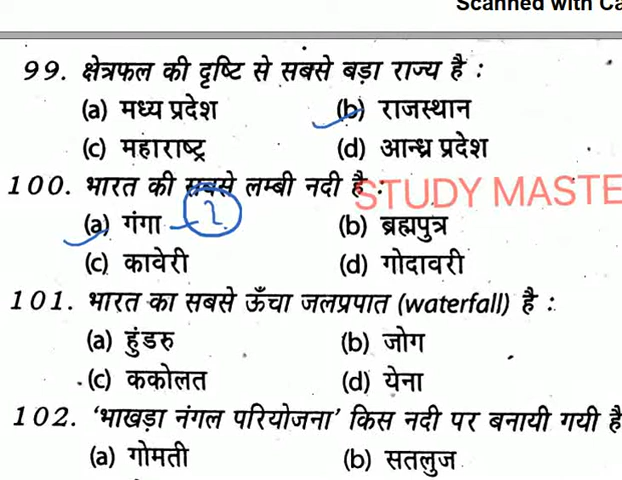 Scanned with Ca
99. क्षेत्रफल की दृष्टि से सबसे बड़ा राज्य है :
(a) मध्य प्रदेश (b) राजस्थान
(c) महाराष्ट्र (d) आन्ध्र प्रदेश
100. भारत की सबसे लम्बी नदी है : STUDY MASTE
(a) गंगा (b) ब्रह्मपुत्र
(c) कावेरी (d) गोदावरी
101. भारत का सबसे ऊँचा जलप्रपात (waterfall) है :
(a) हुंडरु (b) जोग
(c) ककोलत (d) येना
102. ‘भाखड़ा नंगल परियोजना’ किस नदी पर बनायी गयी है
(a) गोमती (b) सतलुज